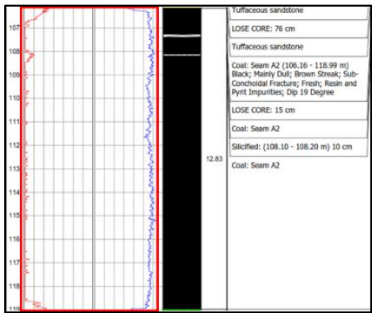 Tuffaceous sandstone
LOSE CORE: 76 cm
Tuffaceous sandstone
Coal: Seam A2 (106.16 - 118.99 m)
Black; Mainly Dull; Brown Streak; Sub-
Conchoidal Fracture; Fresh; Resin and
Pyrit Impurities; Dip 19 Degree
LOSE CORE: 15 cm
Coal: Seam A2
Silicified: (108.10 - 108.20 m) 10 cm
Coal: Seam A2
12.83
107
108
109
110
111
112
113
114
115
116
117
118
119